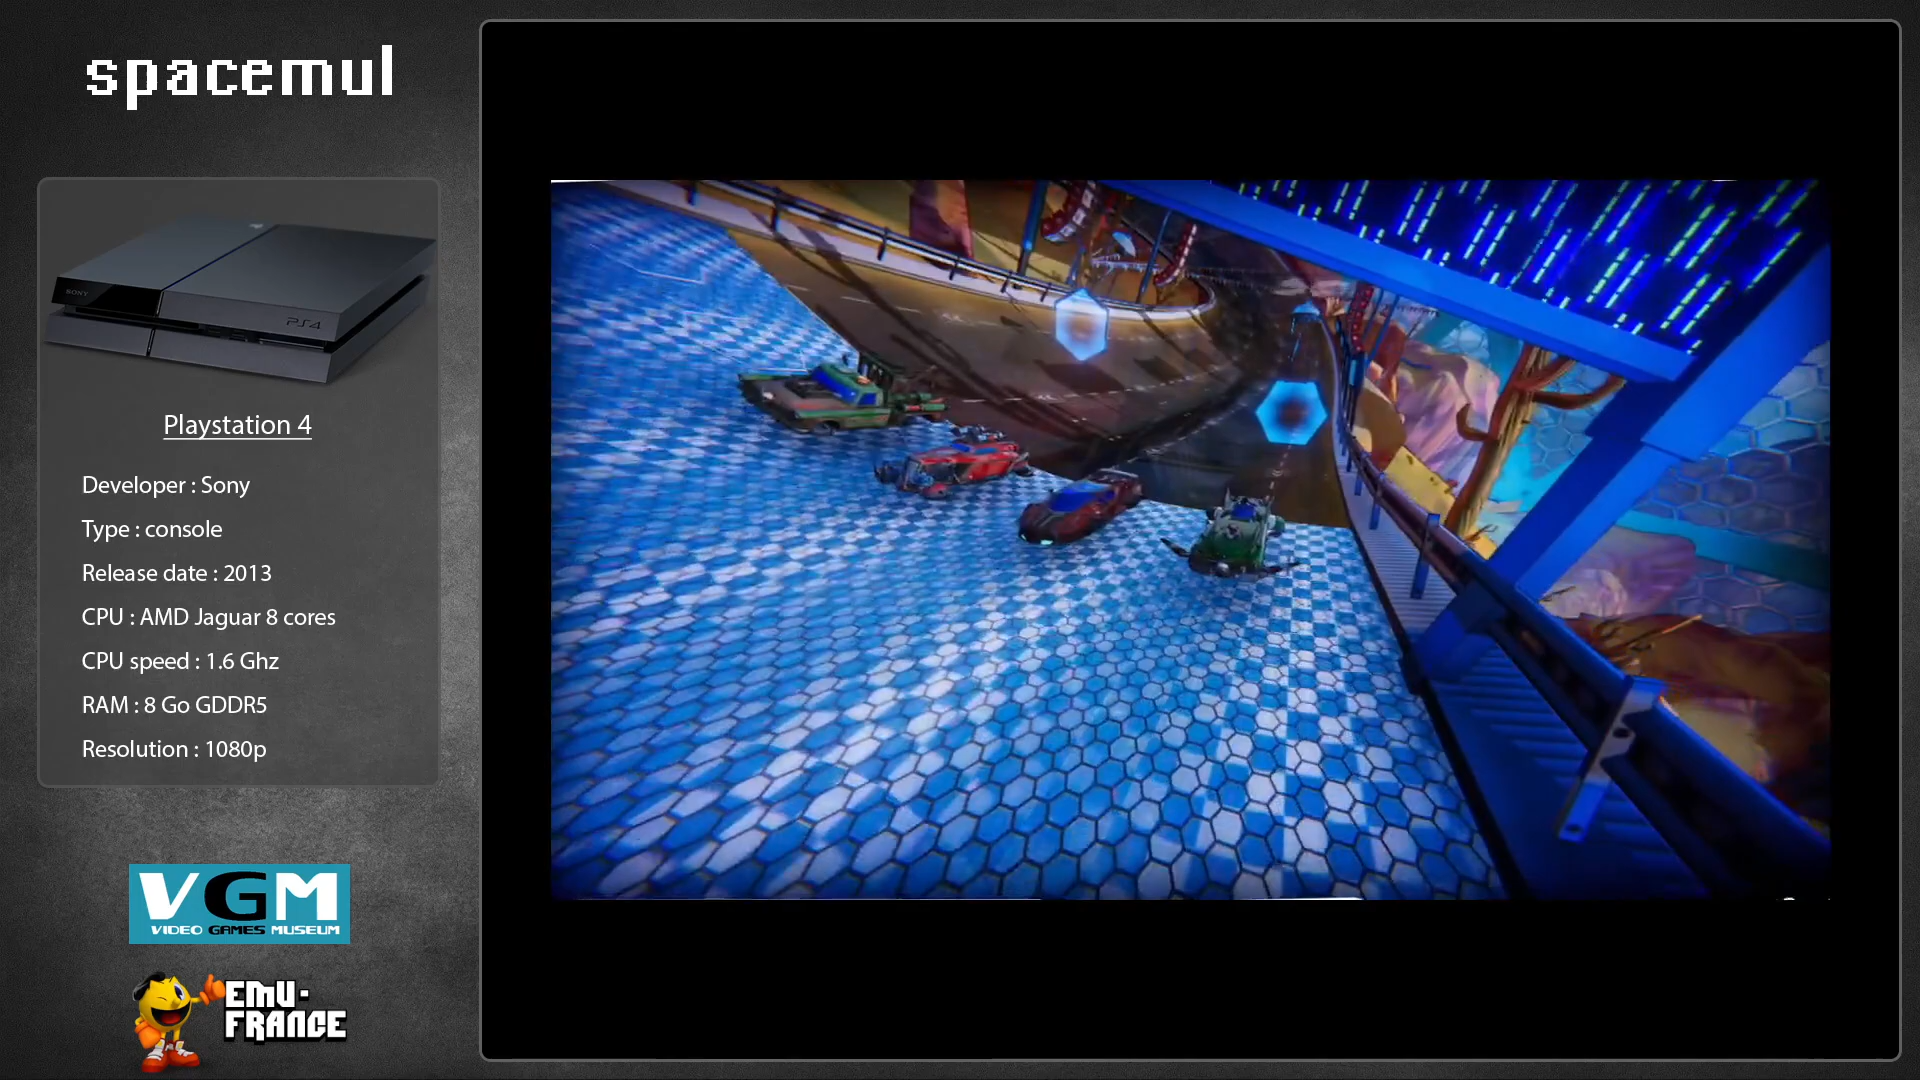 spacemul
SONY
PS4
Playstation 4
Developer : Sony
Type : console
Release date : 2013
CPU : AMD Jaguar 8 cores
CPU speed : 1.6 Ghz
RAM : 8 Go GDDR5
Resolution : 1080p
VGM
VIDEO GAMES MUSEUM
EMU-
FRANCE